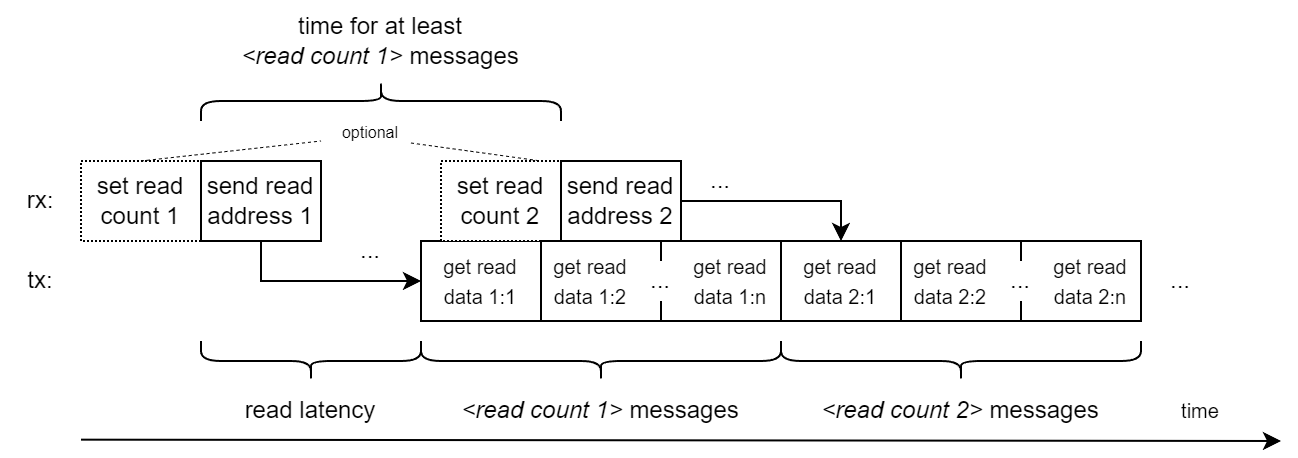 time for at least
<read count 1> messages
optional
rx:
set read
count 1
send read
address 1
set read
count 2
send read
address 2
...
tx:
...
get read
data 1:1
get read
data 1:2
...
get read
data 1:n
get read
data 2:1
get read
data 2:2
...
get read
data 2:n
...
read latency
<read count 1> messages
<read count 2> messages
time